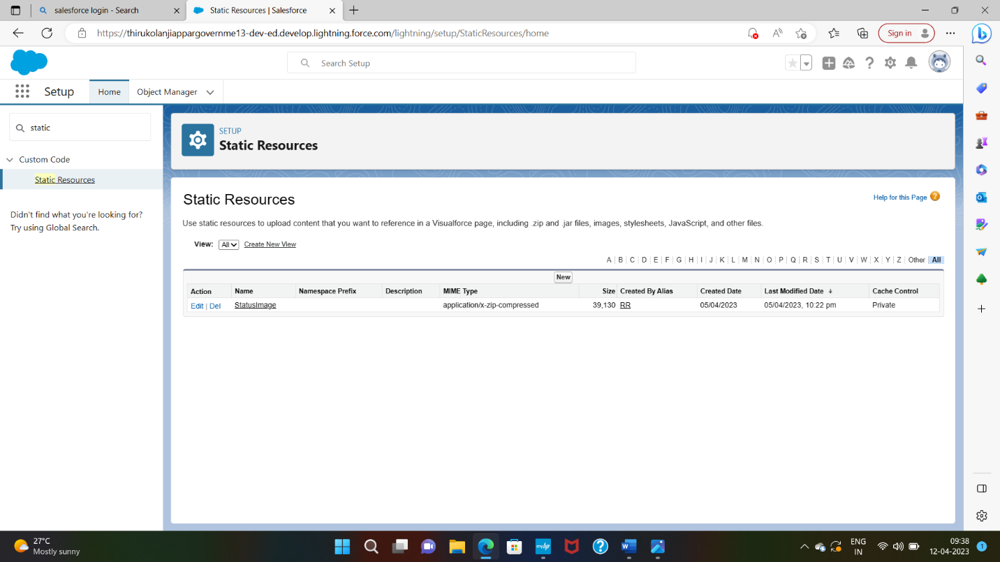 salesforce login - Search
Static Resources | Salesforce
https://thirukolanjiappargovernme13-dev-ed.develop.lightning.force.com/lightning/setup/StaticResources/home
Sign in
Search Setup
Setup
Home
Object Manager
static
Custom Code
Static Resources
Didn't find what you're looking for?
Try using Global Search.
SETUP
Static Resources
Static Resources
Help for this Page
Use static resources to upload content that you want to reference in a Visualforce page, including .zip and .jar files, images, stylesheets, JavaScript, and other files.
View: All Create New View
A | B | C | D | E | F | G | H | I | J | K | L | M | N | O | P | Q | R | S | T | U | V | W | X | Y | Z | Other | All
New
Action Name Namespace Prefix Description MIME Type Size Created By Alias Created Date Last Modified Date ↓ Cache Control
Edit | Del StatusImage application/x-zip-compressed 39,130 RR 05/04/2023 05/04/2023, 10:22 pm Private
27°C
Mostly sunny
myhp
ENG
IN
09:38
12-04-2023
1